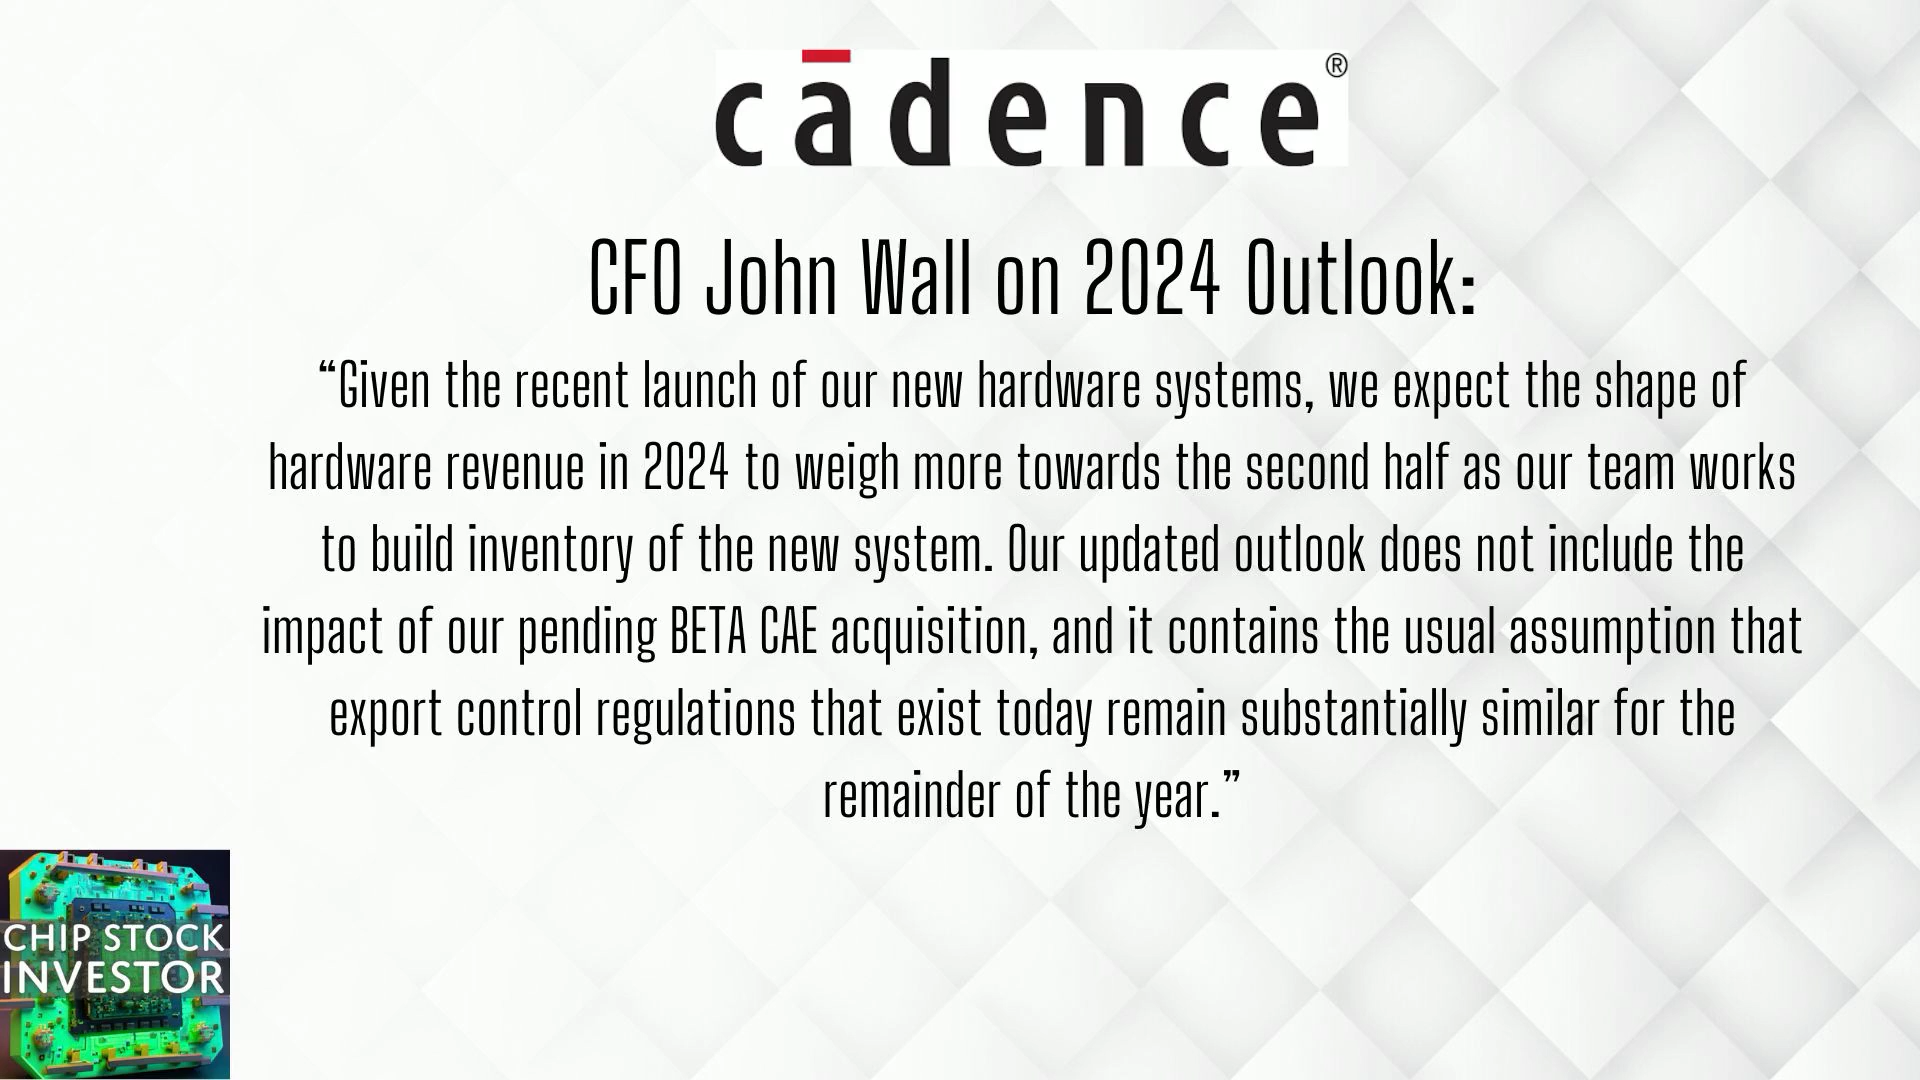 cādence®
CFO John Wall on 2024 Outlook:
“Given the recent launch of our new hardware systems, we expect the shape of
hardware revenue in 2024 to weigh more towards the second half as our team works
to build inventory of the new system. Our updated outlook does not include the
impact of our pending BETA CAE acquisition, and it contains the usual assumption that
export control regulations that exist today remain substantially similar for the
remainder of the year.”
CHIP STOCK
INVESTOR